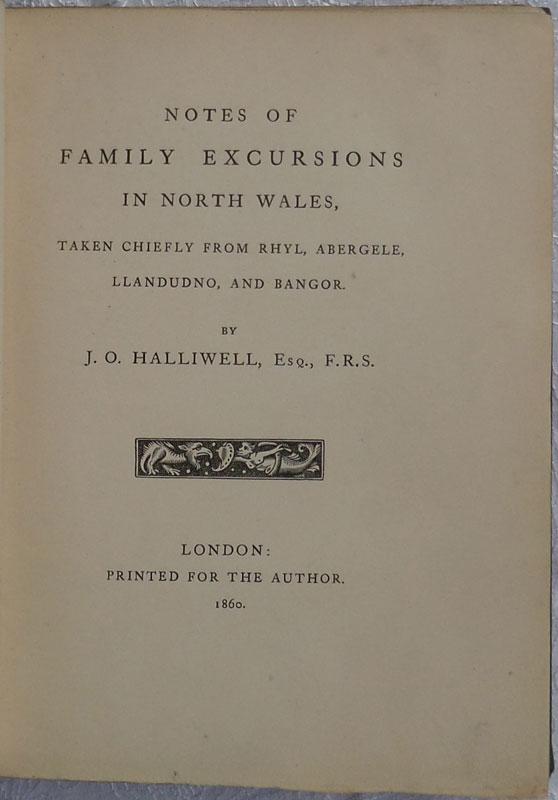 NOTES OF
FAMILY EXCURSIONS
IN NORTH WALES,
TAKEN CHIEFLY FROM RHYL, ABERGELE,
LLANDUDNO, AND BANGOR.
BY
J. O. HALLIWELL, Esq., F.R.S.
LONDON:
PRINTED FOR THE AUTHOR.
1860.